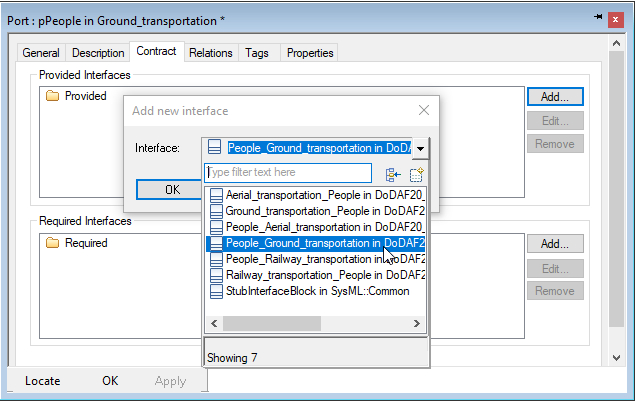 Port : pPeople in Ground_transportation *
General Description Contract Relations Tags Properties
Provided Interfaces
Provided
Add...
Edit...
Remove
Add new interface
Interface:
People_Ground_transportation in DoDA
OK
Type filter text here
Aerial_transportation_People in DoDAF20_
Ground_transportation_People in DoDAF2
People_Aerial_transportation in DoDAF20_
People_Ground_transportation in DoDAF2
People_Railway_transportation in DoDAF2
Railway_transportation_People in DoDAF2
StubInterfaceBlock in SysML::Common
Showing 7
Required Interfaces
Required
Add...
Edit...
Remove
Locate OK Apply